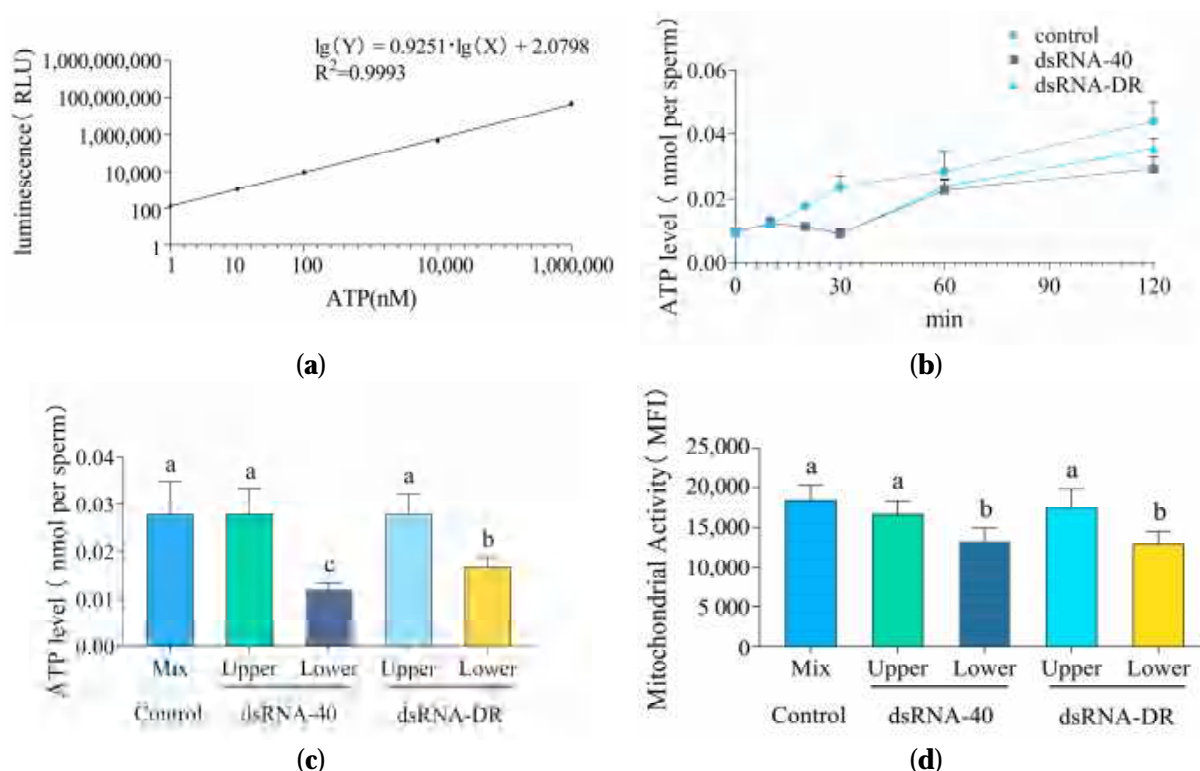 lg(Y) = 0.9251·lg(X) + 2.0798
R²=0.9993
luminescence( RLU)
1,000,000,000
100,000,000
1,000,000
10,000
100
1
1
10
100
10,000
1,000,000
ATP(nM)
(a)
control
dsRNA-40
dsRNA-DR
ATP level ( nmol per sperm)
0.06
0.04
0.02
0.00
0
30
60
90
120
min
(b)
ATP level ( nmol per sperm)
0.04
0.03
0.02
0.01
0.00
a
a
c
a
b
Mix
Upper
Lower
Upper
Lower
Control
dsRNA-40
dsRNA-DR
(c)
Mitochondrial Activity( MFI)
25,000
20,000
15,000
10,000
5 000
0
a
a
b
a
b
Mix
Upper
Lower
Upper
Lower
Control
dsRNA-40
dsRNA-DR
(d)